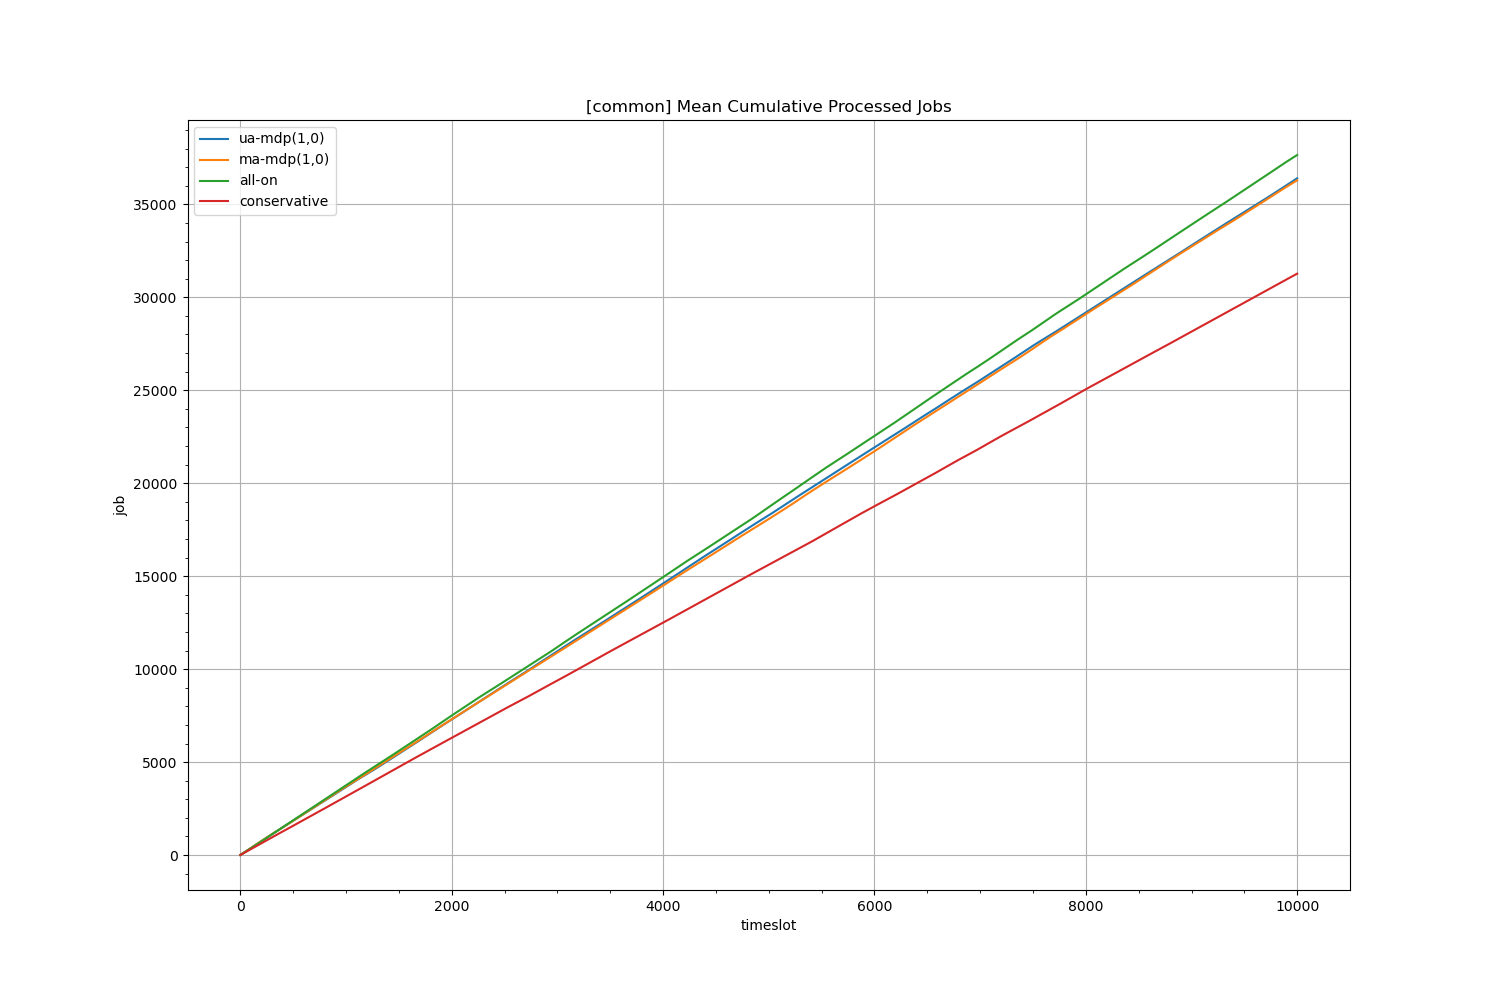 [common] Mean Cumulative Processed Jobs
ua-mdp(1,0)
ma-mdp(1,0)
all-on
conservative
35000
30000
25000
20000
15000
10000
5000
0
job
0 2000 4000 6000 8000 10000
timeslot